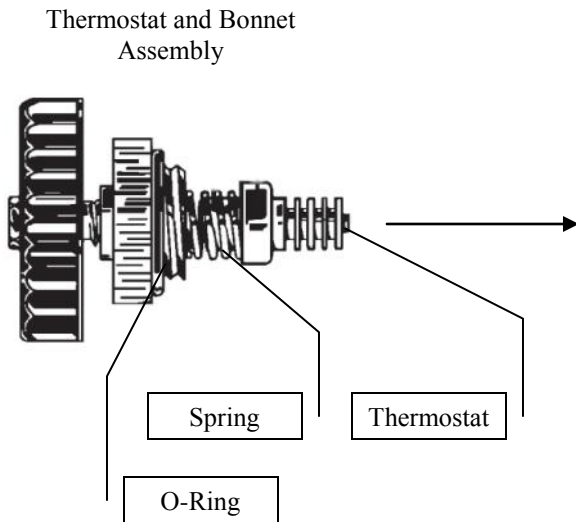 Thermostat and Bonnet
Assembly
Spring
Thermostat
O-Ring